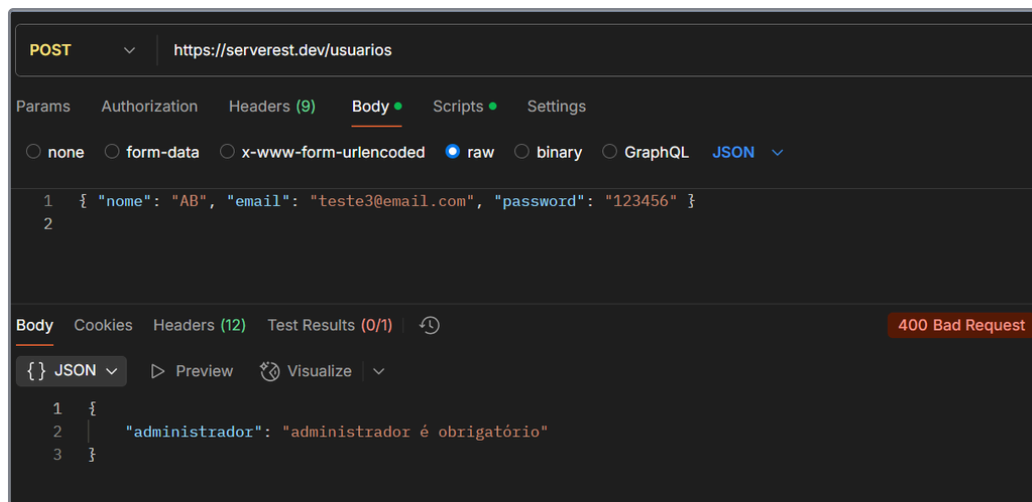 POST https://serverest.dev/usuarios
Params Authorization Headers (9) Body Scripts Settings
none form-data x-www-form-urlencoded raw binary GraphQL JSON
1 { "nome": "AB", "email": "teste3@email.com", "password": "123456" }
2
Body Cookies Headers (12) Test Results (0/1) 400 Bad Request
{} JSON Preview Visualize
1 {
2 "administrador": "administrador é obrigatório"
3 }